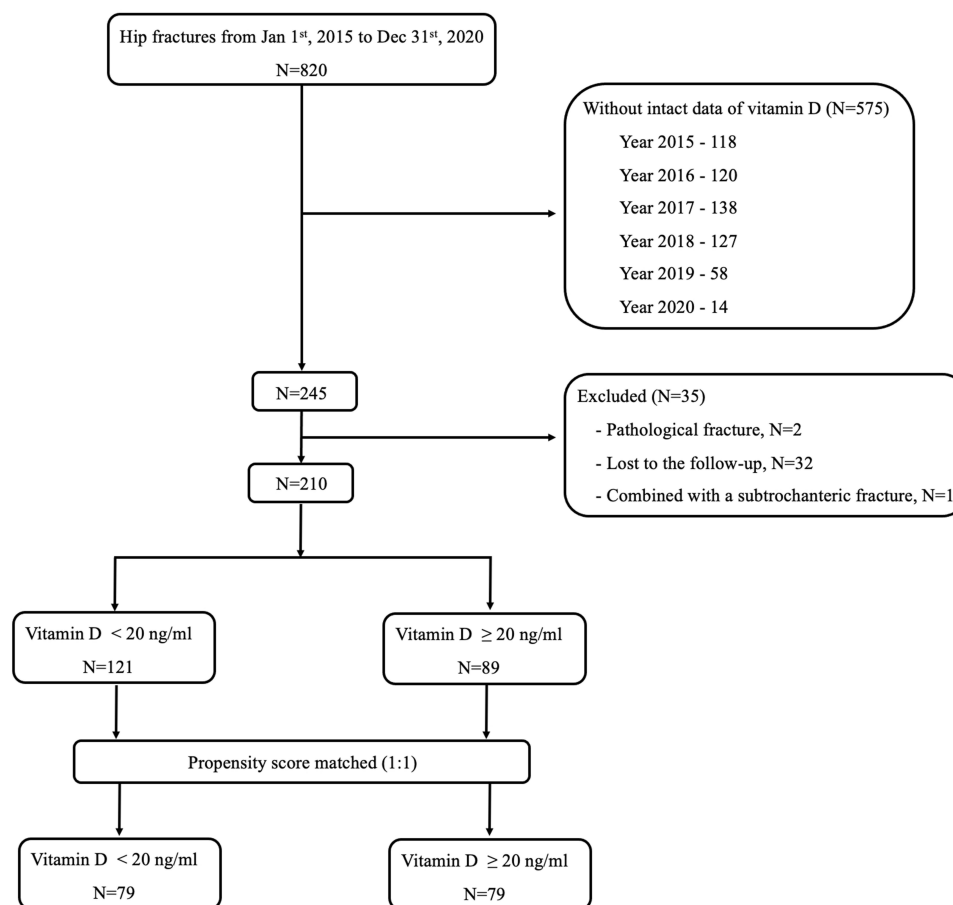 Hip fractures from Jan 1st, 2015 to Dec 31st, 2020
N=820
Without intact data of vitamin D (N=575)
Year 2015 - 118
Year 2016 - 120
Year 2017 - 138
Year 2018 - 127
Year 2019 - 58
Year 2020 - 14
N=245
Excluded (N=35)
- Pathological fracture, N=2
- Lost to the follow-up, N=32
- Combined with a subtrochanteric fracture, N=1
N=210
Vitamin D < 20 ng/ml
N=121
Vitamin D ≥ 20 ng/ml
N=89
Propensity score matched (1:1)
Vitamin D < 20 ng/ml
N=79
Vitamin D ≥ 20 ng/ml
N=79